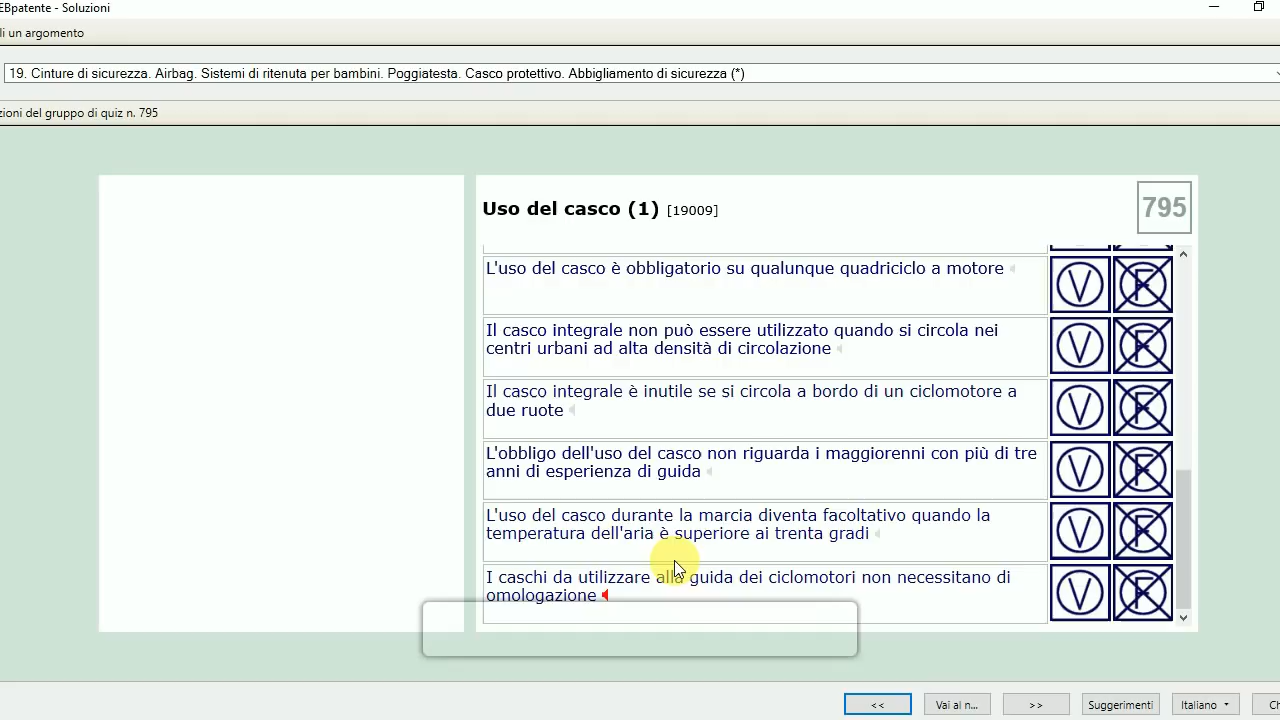 EBpatente - Soluzioni
li un argomento
19. Cinture di sicurezza. Airbag. Sistemi di ritenuta per bambini. Poggiatesta. Casco protettivo. Abbigliamento di sicurezza (*)
zioni del gruppo di quiz n. 795
Uso del casco (1) [19009]
795
L'uso del casco è obbligatorio su qualunque quadriciclo a motore
V F
Il casco integrale non può essere utilizzato quando si circola nei
centri urbani ad alta densità di circolazione
V F
Il casco integrale è inutile se si circola a bordo di un ciclomotore a
due ruote
V F
L'obbligo dell'uso del casco non riguarda i maggiorenni con più di tre
anni di esperienza di guida
V F
L'uso del casco durante la marcia diventa facoltativo quando la
temperatura dell'aria è superiore ai trenta gradi
V F
I caschi da utilizzare alla guida dei ciclomotori non necessitano di
omologazione
V F
<< Vai al n... >> Suggerimenti Italiano